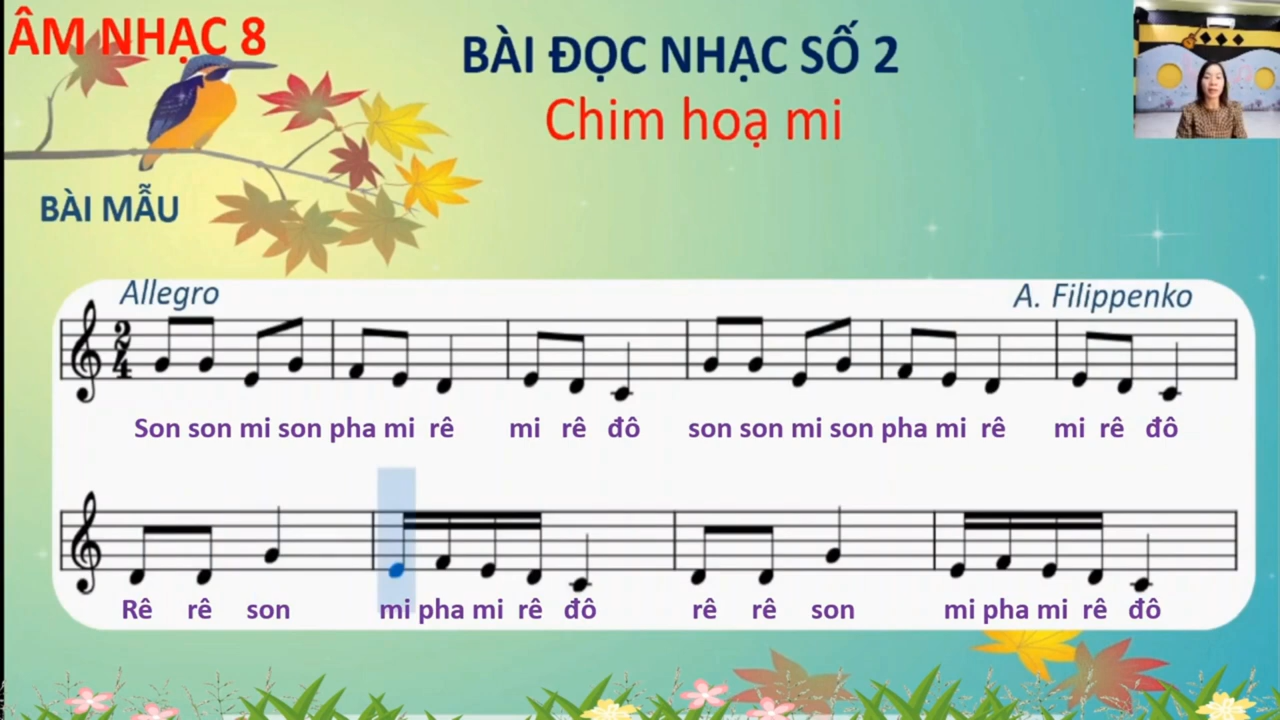 ÂM NHẠC 8
BÀI ĐỌC NHẠC SỐ 2
Chim hoạ mi
BÀI MẪU
Allegro
A. Filippenko
2
4
Son son mi son pha mi rê mi rê đô son son mi son pha mi rê mi rê đô
Rê rê son mi pha mi rê đô rê rê son mi pha mi rê đô